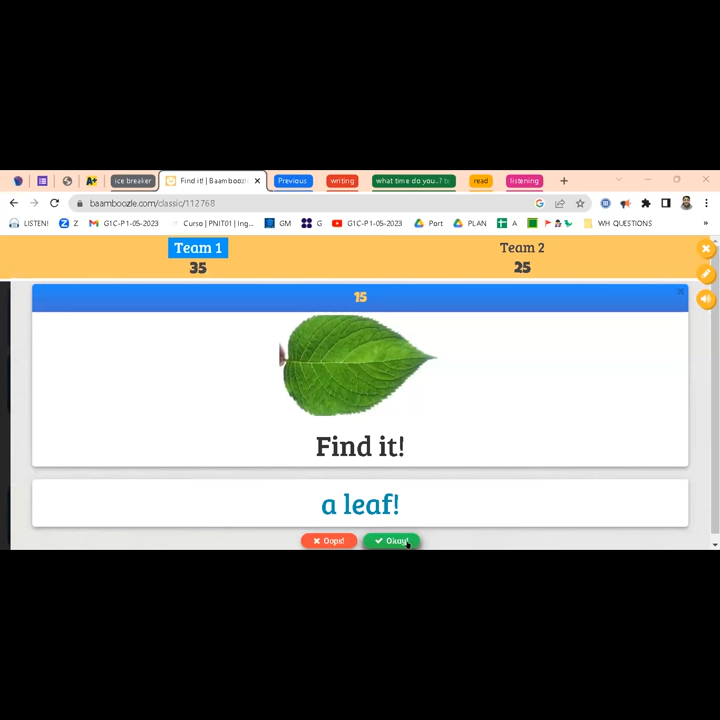 A+ ice breaker Find it! | Baamboozle Previous writing what time do you..? te read listening
baamboozle.com/classic/112768
LISTEN! Z G1C-P1-05-2023 Curso | PNIT01 | Ing... GM G G1C-P1-05-2023 Port PLAN A WH QUESTIONS
Team 1 Team 2
35 25
15
Find it!
a leaf!
Oops! Okay!